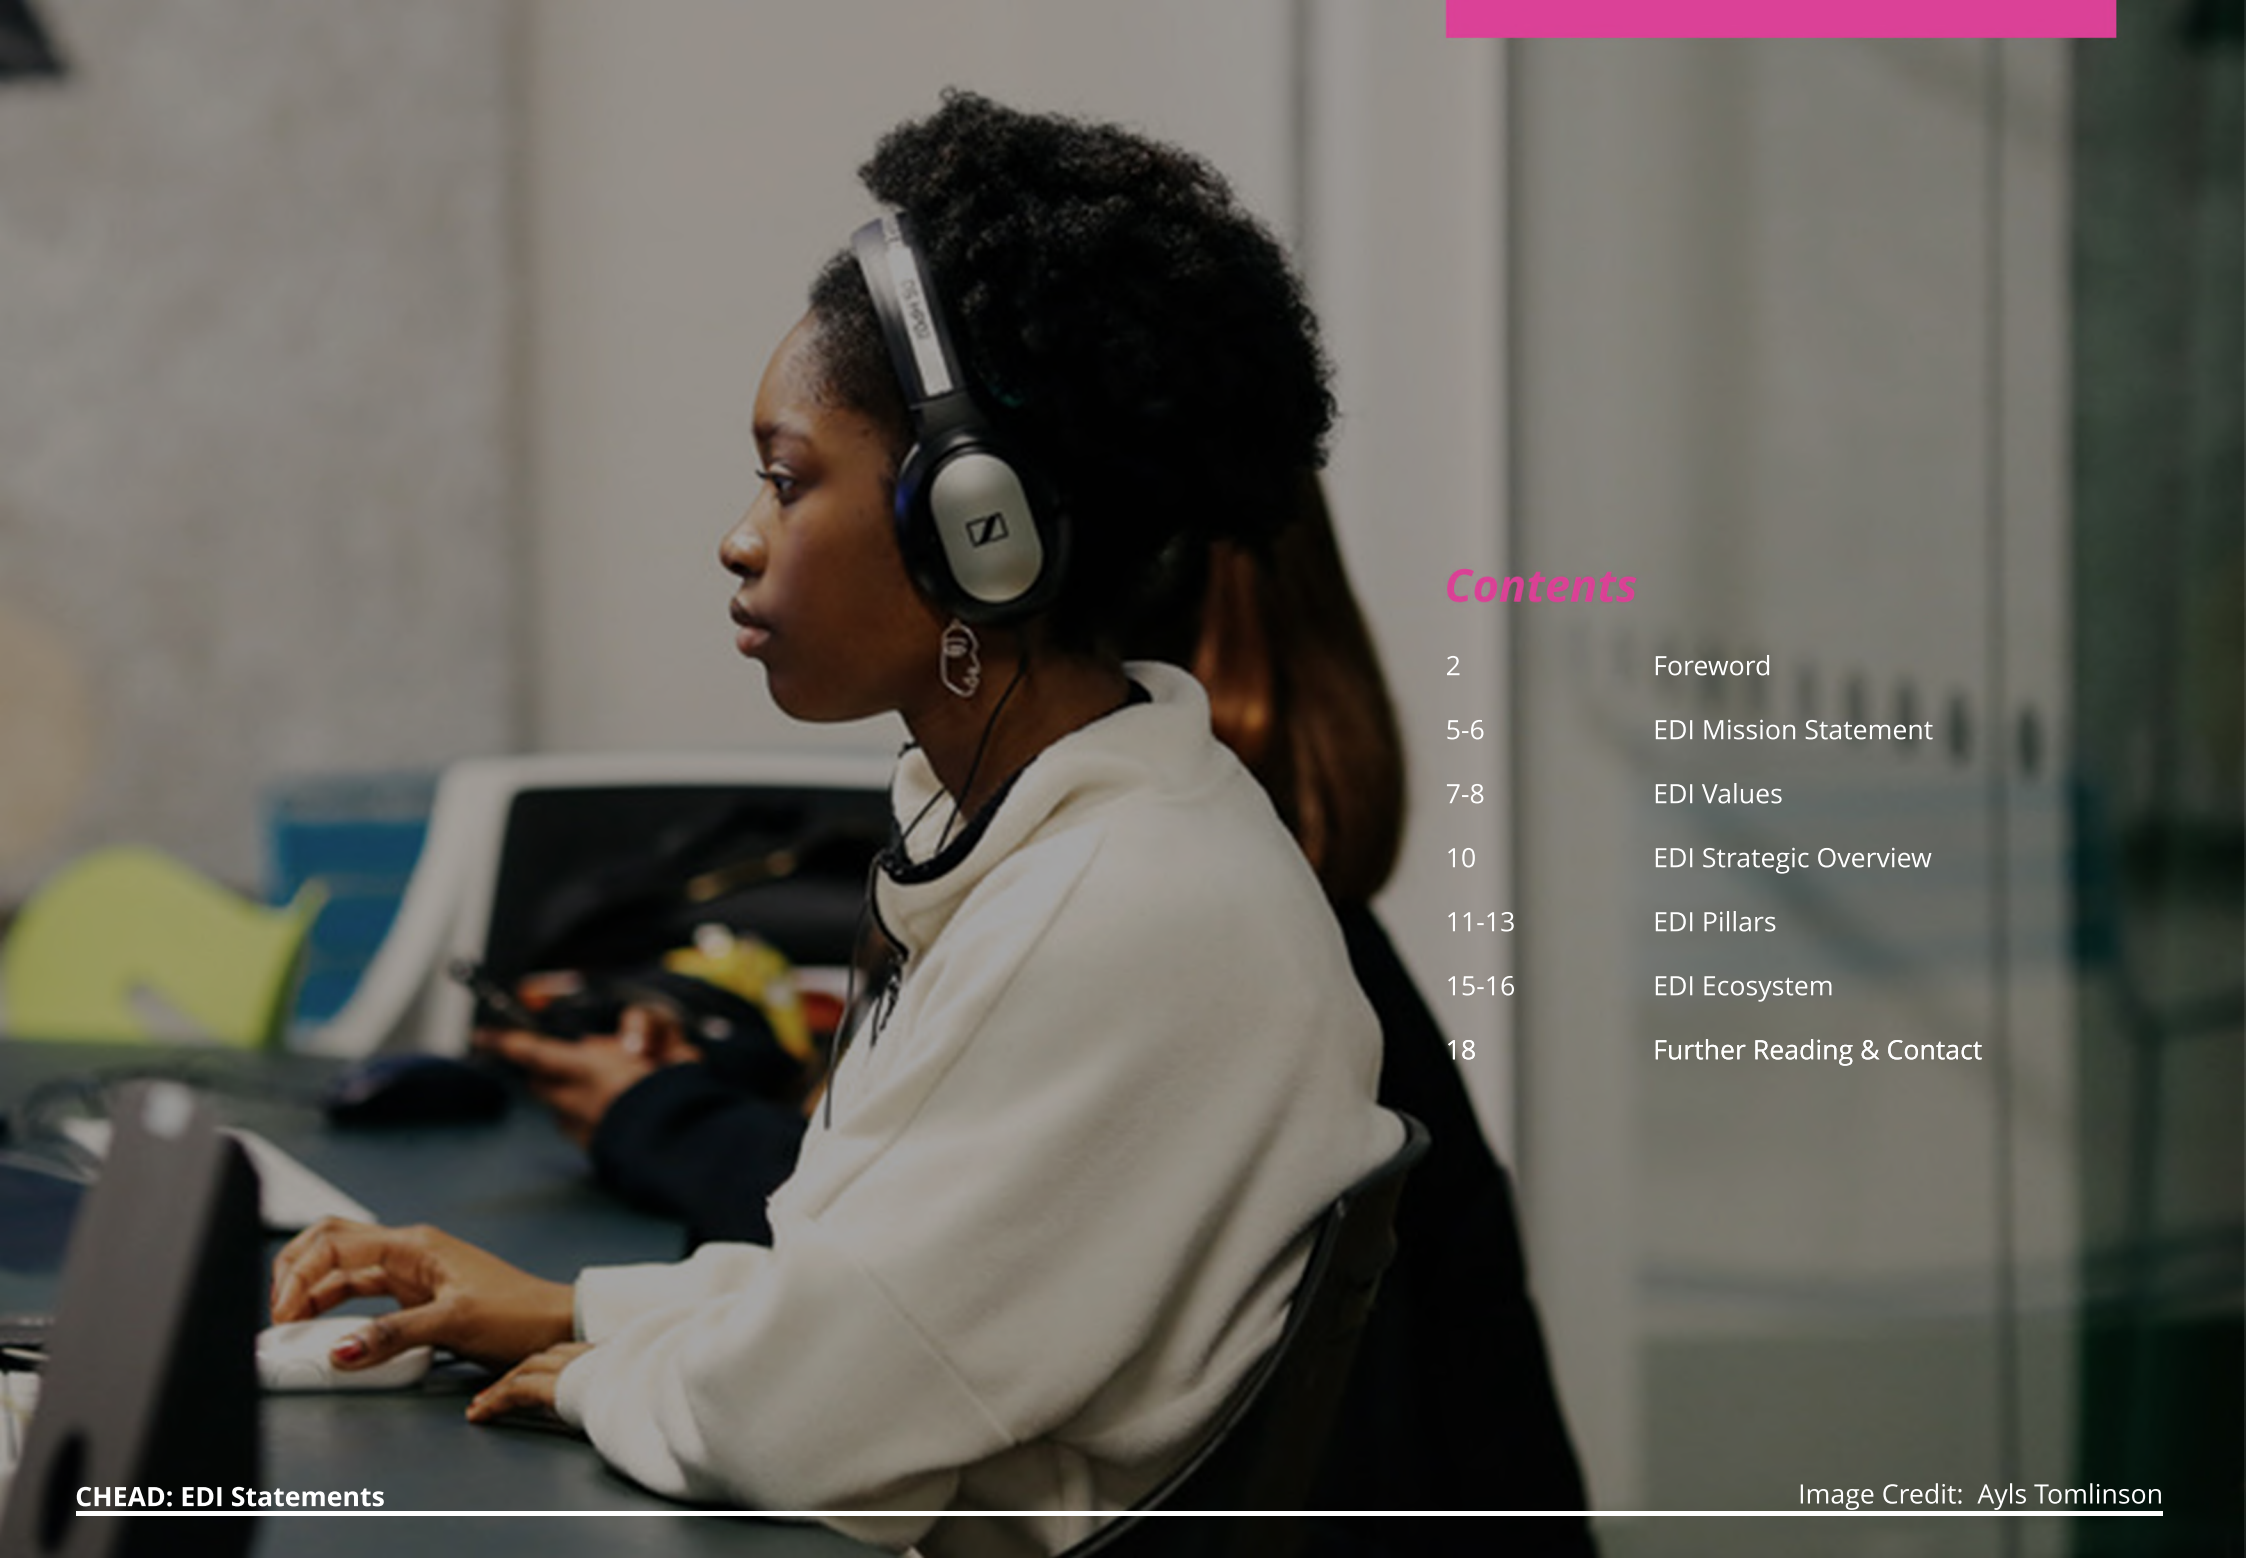 Contents
2 Foreword
5-6 EDI Mission Statement
7-8 EDI Values
10 EDI Strategic Overview
11-13 EDI Pillars
15-16 EDI Ecosystem
18 Further Reading & Contact
CHEAD: EDI Statements
Image Credit:  Ayls Tomlinson